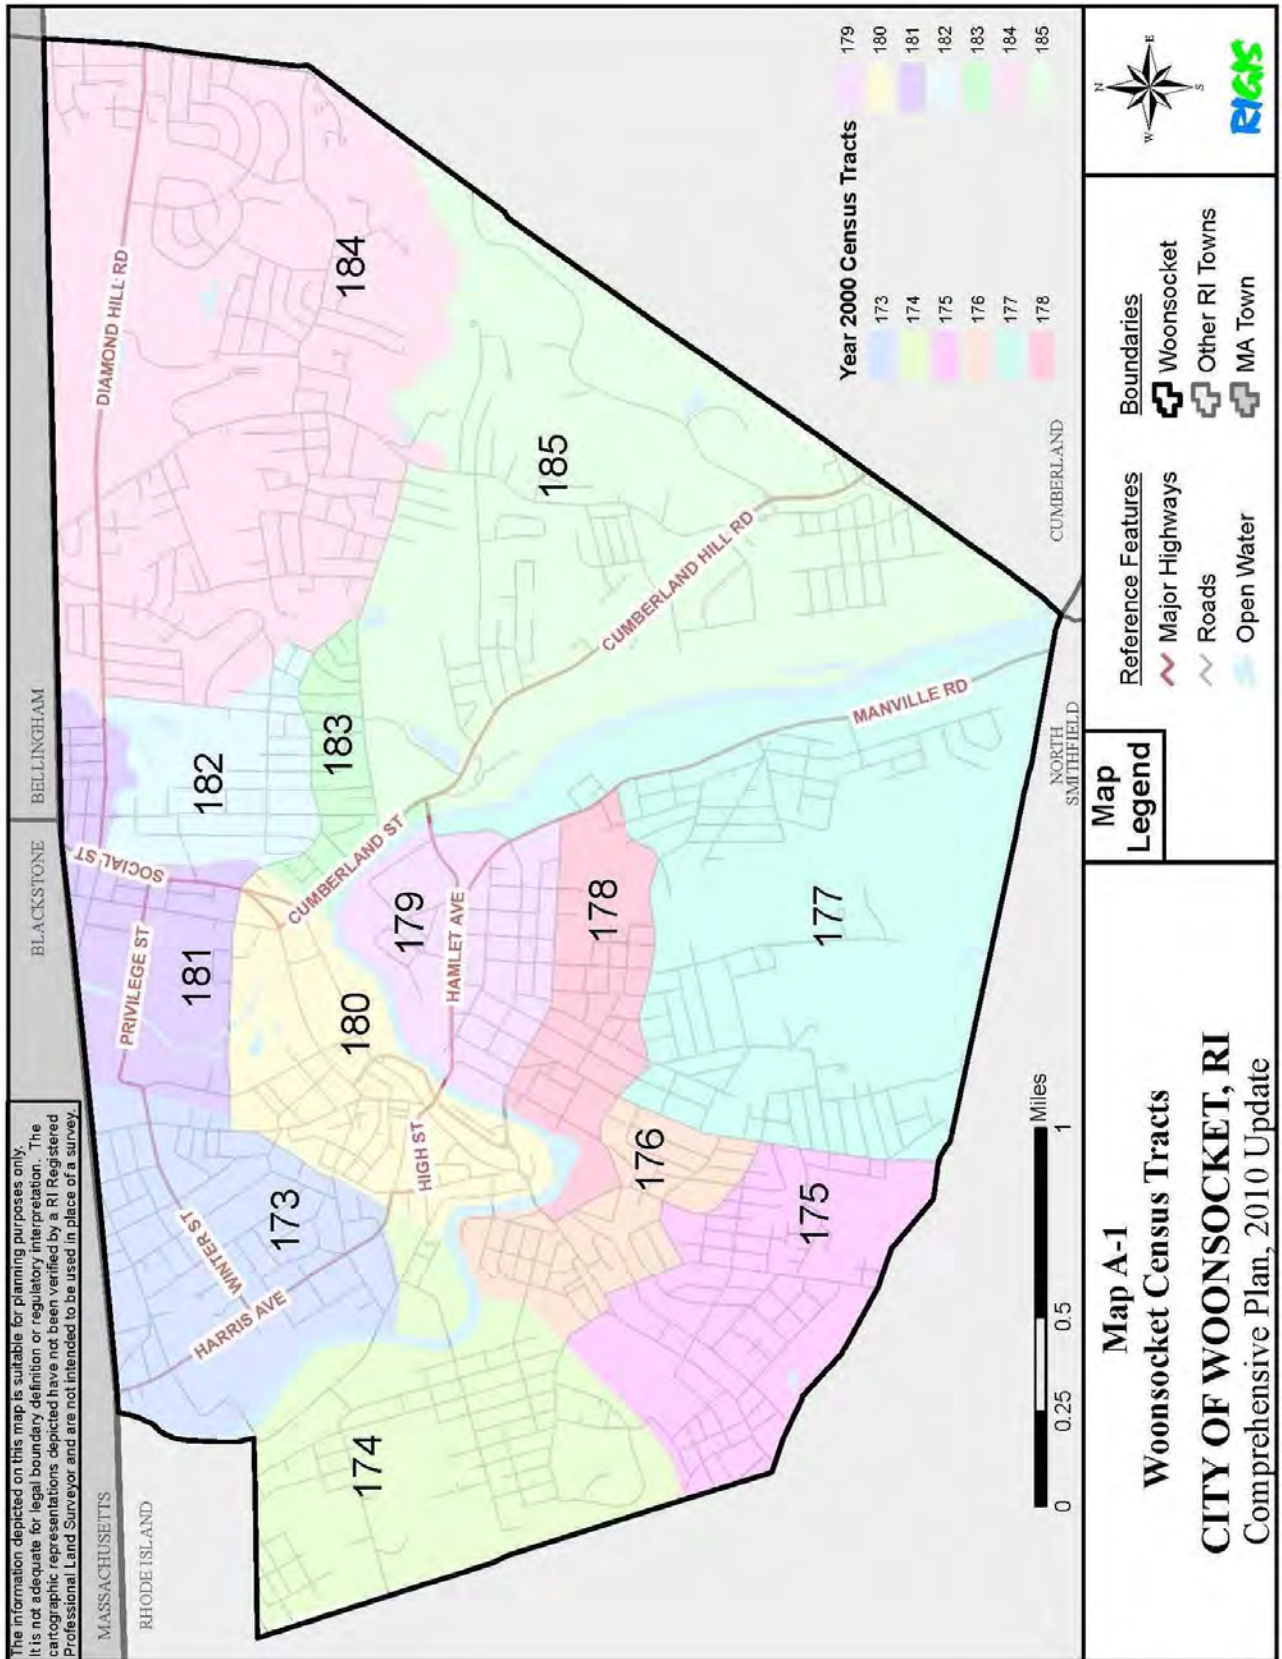 The information depicted on this map is suitable for planning purposes only.
It is not adequate for legal boundary definition or regulatory interpretation. The
cartographic representations depicted have not been verified by a RI Registered
Professional Land Surveyor and are not intended to be used in place of a survey.
MASSACHUSETTS
RHODE ISLAND
BLACKSTONE
BELLINGHAM
DIAMOND HILL RD
SOCIAL ST
PRIVILEGE ST
WINTER ST
HARRIS AVE
HIGH ST
CUMBERLAND ST
HAMLET AVE
CUMBERLAND HILL RD
MANVILLE RD
184
182
183
181
173
180
179
185
174
176
178
175
177
NORTH
SMITHFIELD
CUMBERLAND
Year 2000 Census Tracts
173
174
175
176
177
178
179
180
181
182
183
184
185
0 0.25 0.5 1
Miles
Map A-1
Woonsocket Census Tracts
CITY OF WOONSOCKET, RI
Comprehensive Plan, 2010 Update
Map
Legend
Reference Features
Major Highways
Roads
Open Water
Boundaries
Woonsocket
Other RI Towns
MA Town
N
W
E
S
RIGIS